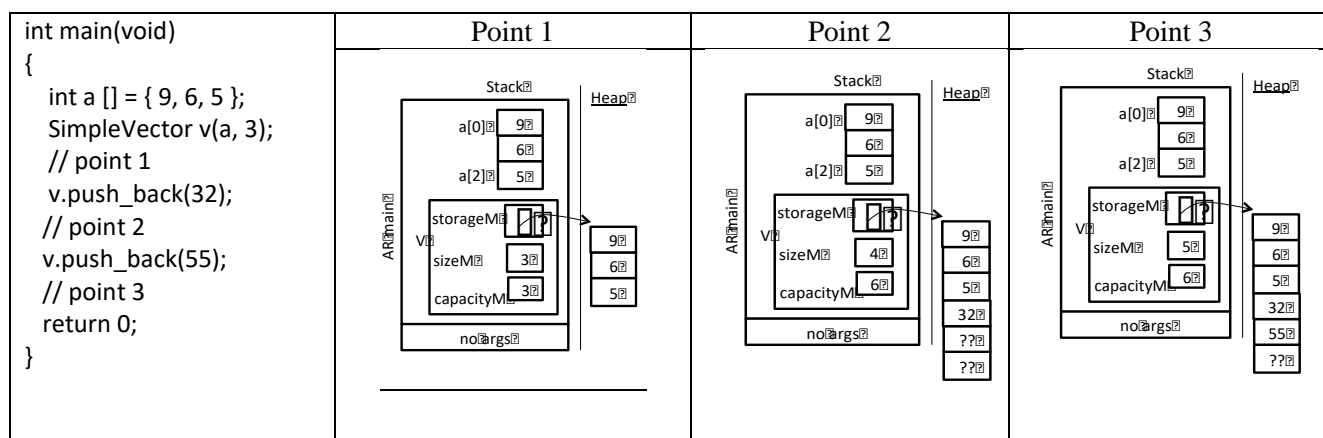 int main(void)
{
int a [] = { 9, 6, 5 };
SimpleVector v(a, 3);
// point 1
v.push_back(32);
// point 2
v.push_back(55);
// point 3
return 0;
}
Point 1
Stack
Heap
a[0] 9
6
a[2] 5
AR main
V
storageM ?
sizeM 3
capacityM 3
9
6
5
no args
Point 2
Stack
Heap
a[0] 9
6
a[2] 5
AR main
V
storageM ?
sizeM 4
capacityM 6
9
6
5
32
??
??
no args
Point 3
Stack
Heap
a[0] 9
6
a[2] 5
AR main
V
storageM ?
sizeM 5
capacityM 6
9
6
5
32
55
??
no args